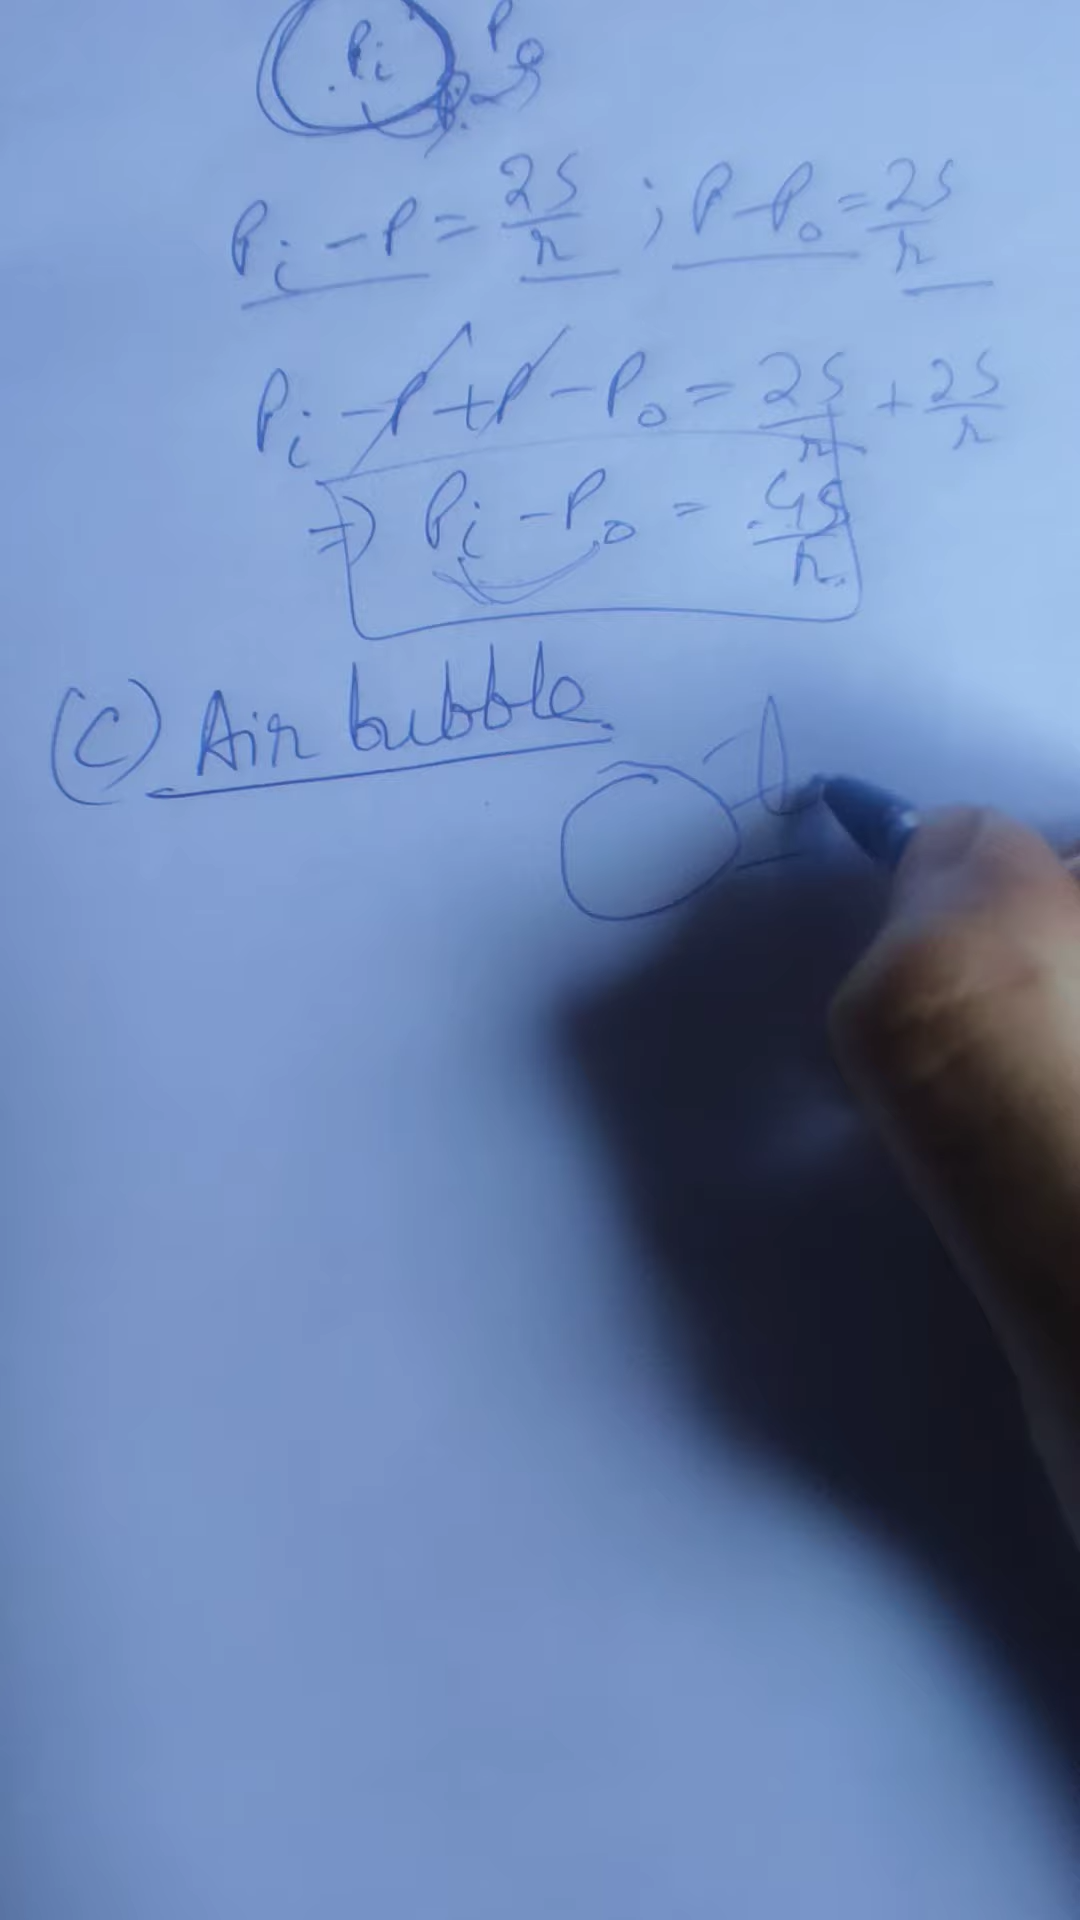 Pi Po
P
Pi - P = 2S/r ; P - Po = 2S/r
Pi - P + P - Po = 2S/r + 2S/r
⇒ Pi - Po = 4S/r
(C) Air bubble.